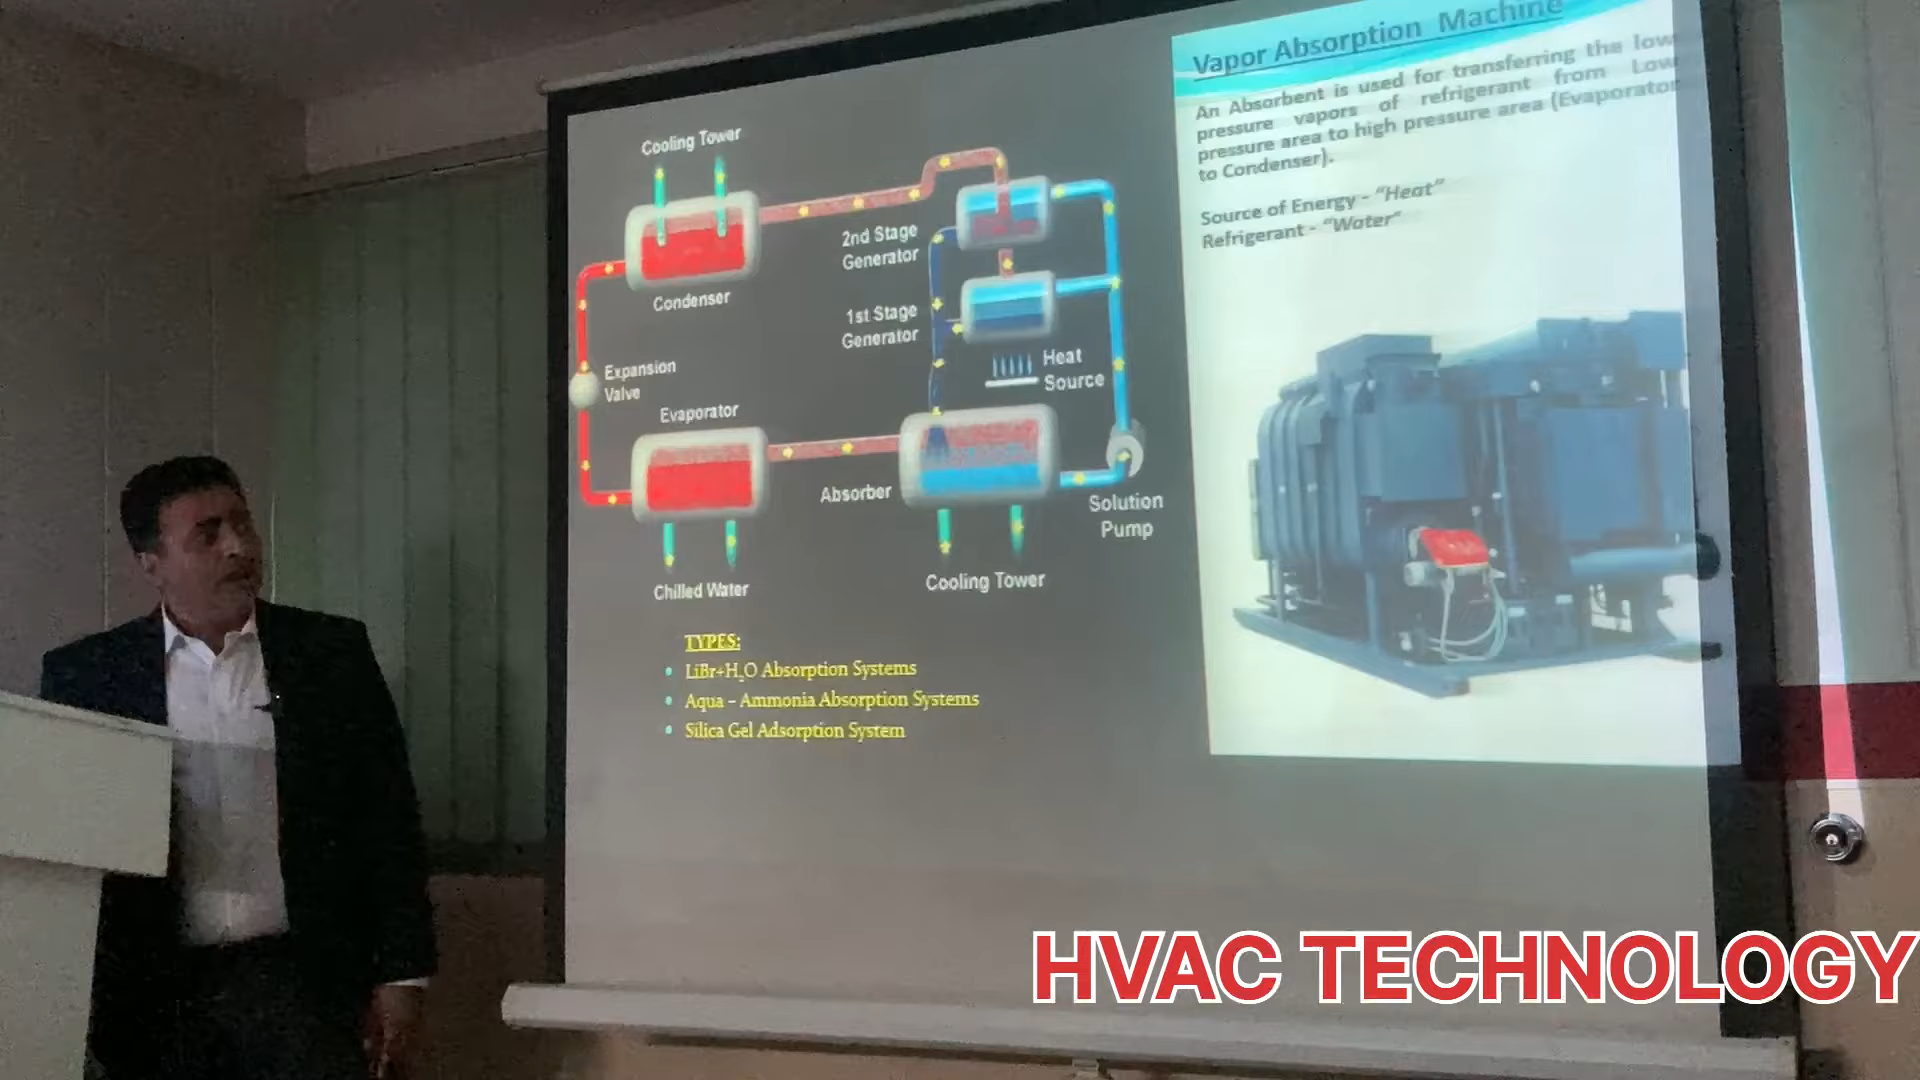 Vapor Absorption Machine
An Absorbent is used for transferring the low
pressure vapors of refrigerant from Low
pressure area to high pressure area (Evaporator
to Condenser).
Source of Energy - “Heat”
Refrigerant - “Water”
Cooling Tower
Condenser
2nd Stage
Generator
1st Stage
Generator
Heat
Source
Expansion
Valve
Evaporator
Absorber
Solution
Pump
Chilled Water
Cooling Tower
TYPES:
• LiBr+H₂O Absorption Systems
• Aqua – Ammonia Absorption Systems
• Silica Gel Adsorption System
HVAC TECHNOLOGY